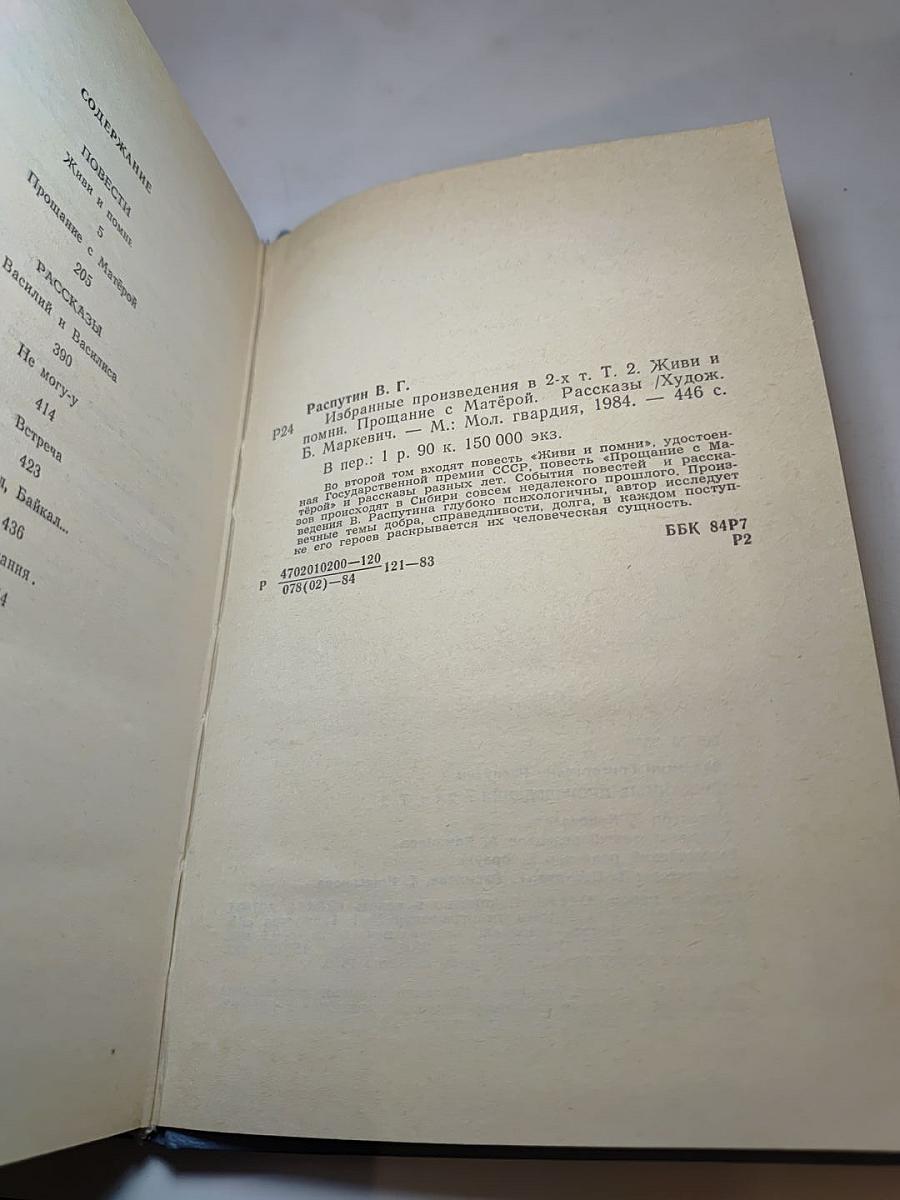 СОДЕРЖАНИЕ
ПОВЕСТИ
Живи и помни
5
Прощание с Матёрой
205
РАССКАЗЫ
Василий и Василиса
390
Не могу-у
414
Встреча
423
Байкал...
436
Распутин В. Г.
Р24 Избранные произведения в 2-х т. Т. 2. Живи и
помни. Прощание с Матёрой. Рассказы /Худож.
Б. Маркевич. — М.: Мол. гвардия, 1984. — 446 с.
В пер.: 1 р. 90 к. 150 000 экз.
Во второй том входят повесть «Живи и помни», удостоен-
ная Государственной премии СССР, повесть «Прощание с Ма-
тёрой» и рассказы разных лет. События повестей и расска-
зов происходят в Сибири совсем недалекого прошлого. Произ-
ведения В. Распутина глубоко психологичны, автор исследует
вечные темы добра, справедливости, долга, в каждом поступ-
ке его героев раскрывается их человеческая сущность.
Р 4702010200—120
078(02)—84
121—83
ББК 84Р7
Р2